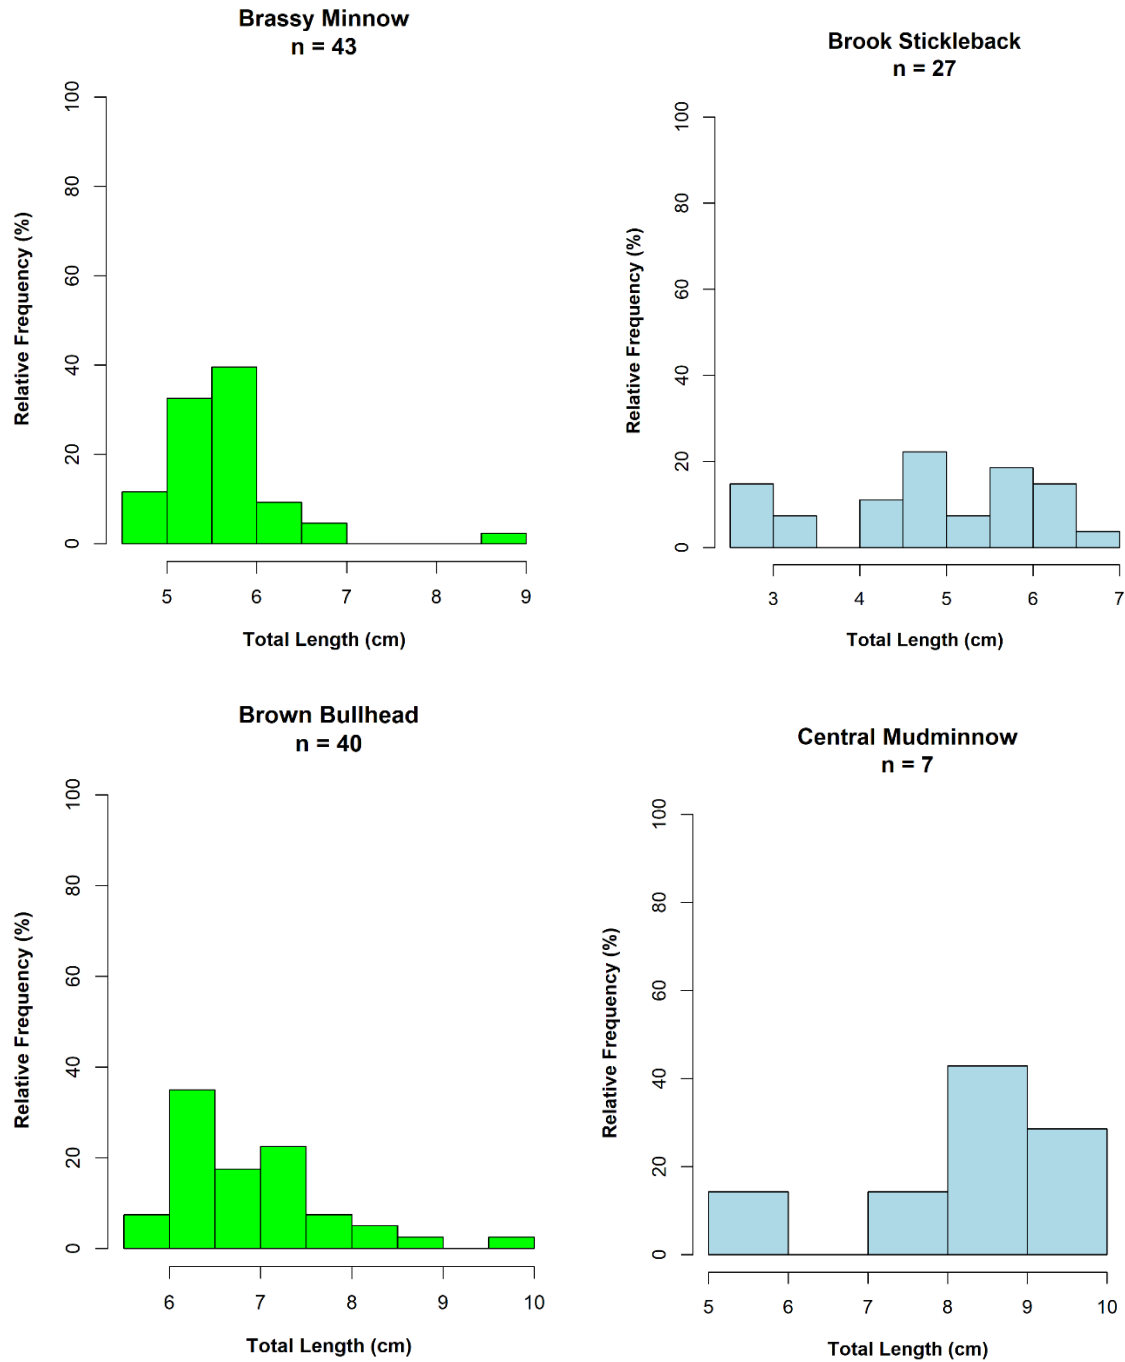 Brassy Minnow
n = 43
Relative Frequency (%)
100
80
60
40
20
0
5 6 7 8 9
Total Length (cm)
Brook Stickleback
n = 27
Relative Frequency (%)
100
80
60
40
20
0
3 4 5 6 7
Total Length (cm)
Brown Bullhead
n = 40
Relative Frequency (%)
100
80
60
40
20
0
6 7 8 9 10
Total Length (cm)
Central Mudminnow
n = 7
Relative Frequency (%)
100
80
60
40
20
0
5 6 7 8 9 10
Total Length (cm)